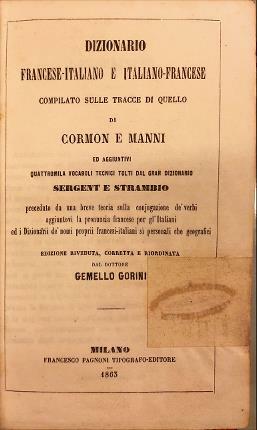 DIZIONARIO
FRANCESE-ITALIANO E ITALIANO-FRANCESE
COMPILATO SULLE TRACCE DI QUELLO
DI
CORMON E MANNI
ED AGGIUNTIVI
QUATTROMILA VOCABOLI TECNICI TOLTI DAL GRAN DIZIONARIO
SERGENT E STRAMBIO
preceduto da una breve teoria sulla conjugazione de' verbi
aggiuntovi la pronuncia francese per gl'Italiani
ed i Dizionarii de' nomi proprii francesi-italiani sì personali che geografici
EDIZIONE RIVEDUTA, CORRETTA E RIORDINATA
DAL DOTTORE
GEMELLO GORINI
MILANO
FRANCESCO PAGNONI TIPOGRAFO-EDITORE
1863